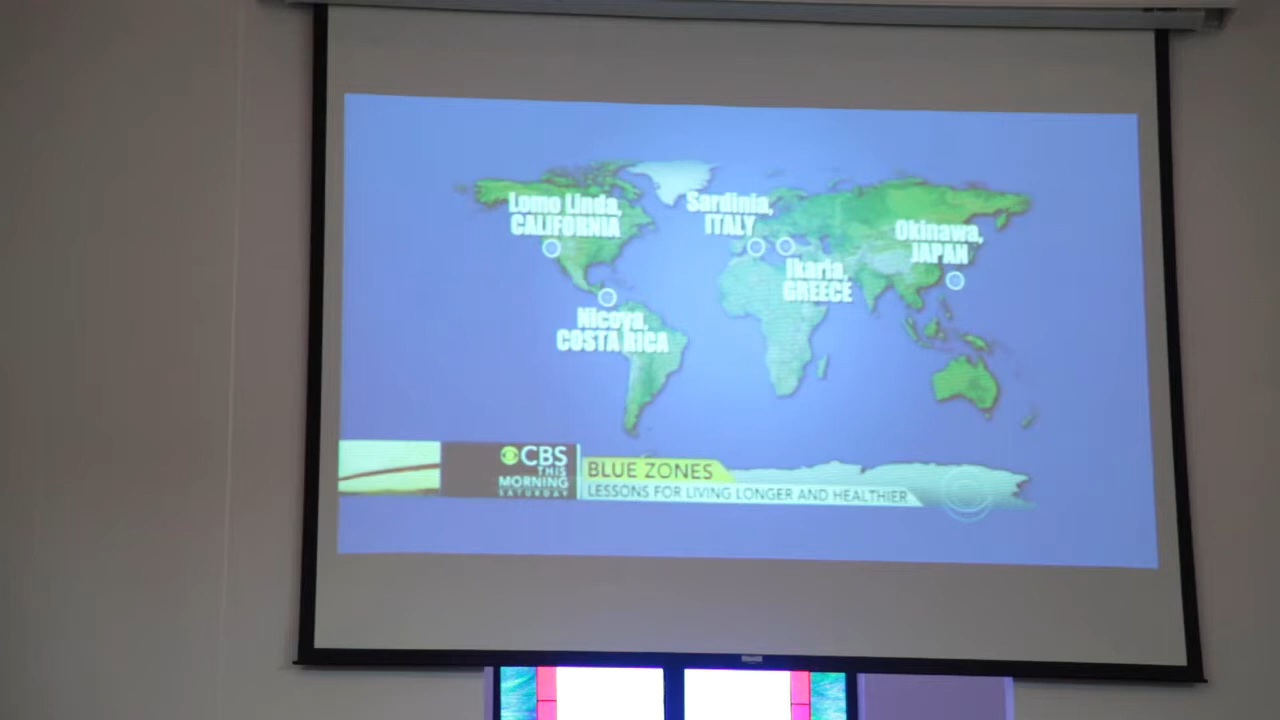 Lomo Linda,
CALIFORNIA
Sardinia,
ITALY
Okinawa,
JAPAN
Ikaria,
GREECE
Nicoya,
COSTA RICA
CBS
THIS
MORNING
SATURDAY
BLUE ZONES
LESSONS FOR LIVING LONGER AND HEALTHIER